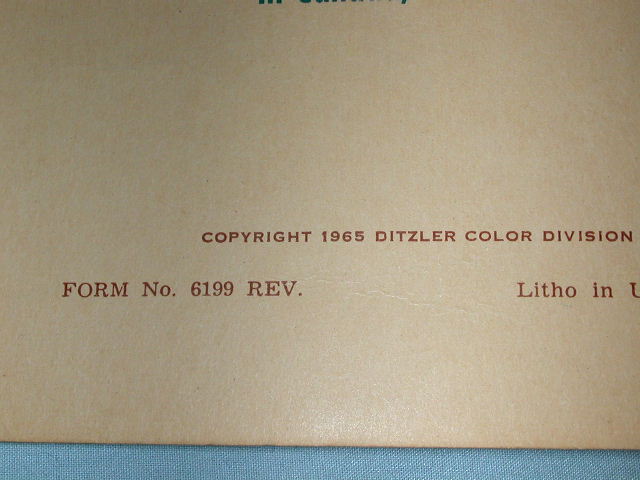 COPYRIGHT 1965 DITZLER COLOR DIVISION
FORM No. 6199 REV. Litho in U